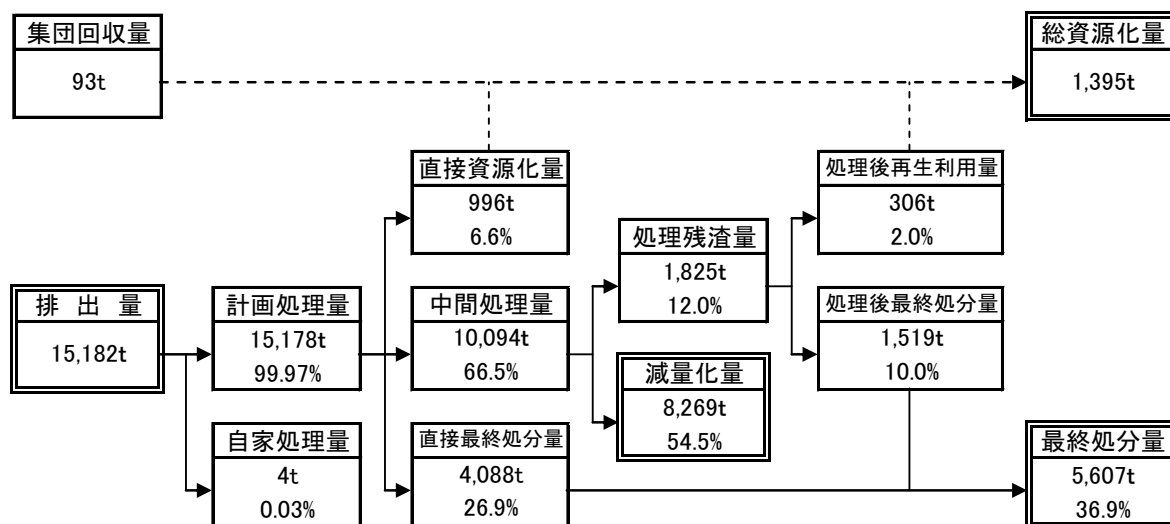 集団回収量
93t
総資源化量
1,395t
直接資源化量
996t
6.6%
処理後再生利用量
306t
2.0%
処理残渣量
1,825t
12.0%
排 出 量
15,182t
計画処理量
15,178t
99.97%
中間処理量
10,094t
66.5%
処理後最終処分量
1,519t
10.0%
減量化量
8,269t
54.5%
自家処理量
4t
0.03%
直接最終処分量
4,088t
26.9%
最終処分量
5,607t
36.9%